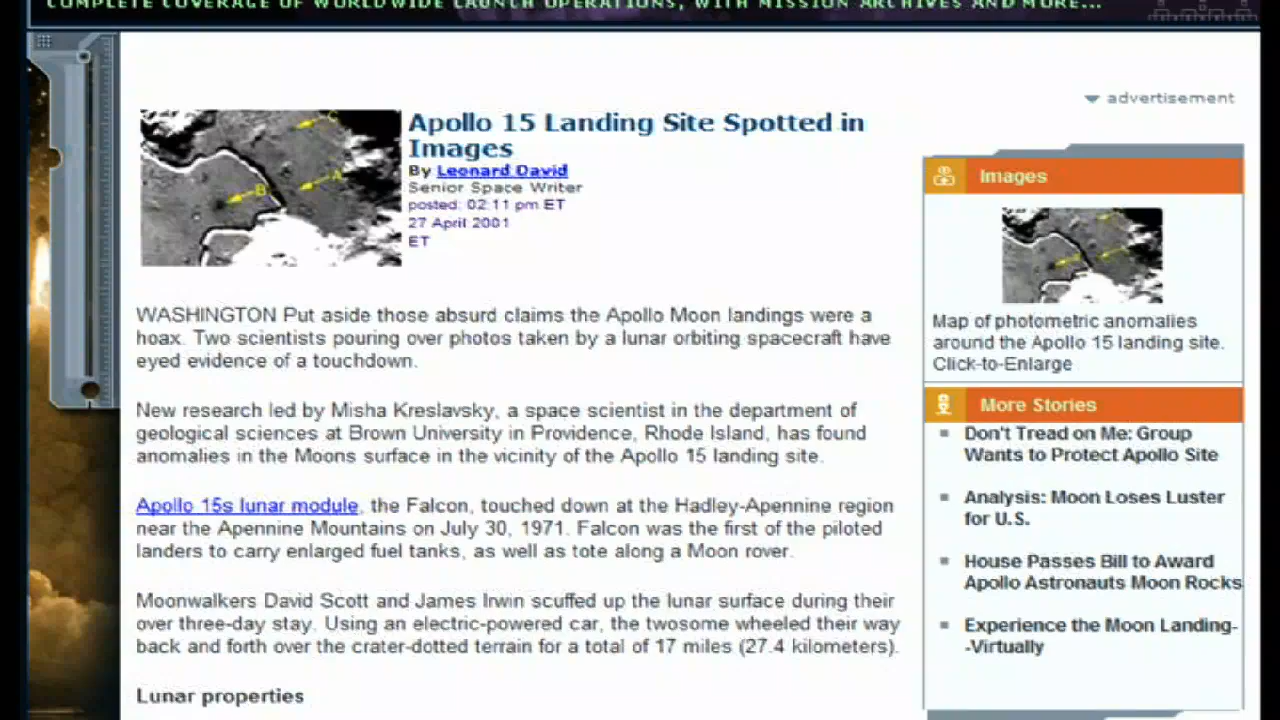 COMPLETE COVERAGE OF WORLDWIDE LAUNCH OPERATIONS, WITH MISSION ARCHIVES AND MORE...
advertisement
C
A
B
Apollo 15 Landing Site Spotted in
Images
By Leonard David
Senior Space Writer
posted: 02:11 pm ET
27 April 2001
ET
WASHINGTON Put aside those absurd claims the Apollo Moon landings were a
hoax. Two scientists pouring over photos taken by a lunar orbiting spacecraft have
eyed evidence of a touchdown.
New research led by Misha Kreslavsky, a space scientist in the department of
geological sciences at Brown University in Providence, Rhode Island, has found
anomalies in the Moons surface in the vicinity of the Apollo 15 landing site.
Apollo 15s lunar module, the Falcon, touched down at the Hadley-Apennine region
near the Apennine Mountains on July 30, 1971. Falcon was the first of the piloted
landers to carry enlarged fuel tanks, as well as tote along a Moon rover.
Moonwalkers David Scott and James Irwin scuffed up the lunar surface during their
over three-day stay. Using an electric-powered car, the twosome wheeled their way
back and forth over the crater-dotted terrain for a total of 17 miles (27.4 kilometers).
Lunar properties
Images
Map of photometric anomalies
around the Apollo 15 landing site.
Click-to-Enlarge
More Stories
Don't Tread on Me: Group
Wants to Protect Apollo Site
Analysis: Moon Loses Luster
for U.S.
House Passes Bill to Award
Apollo Astronauts Moon Rocks
Experience the Moon Landing-
-Virtually